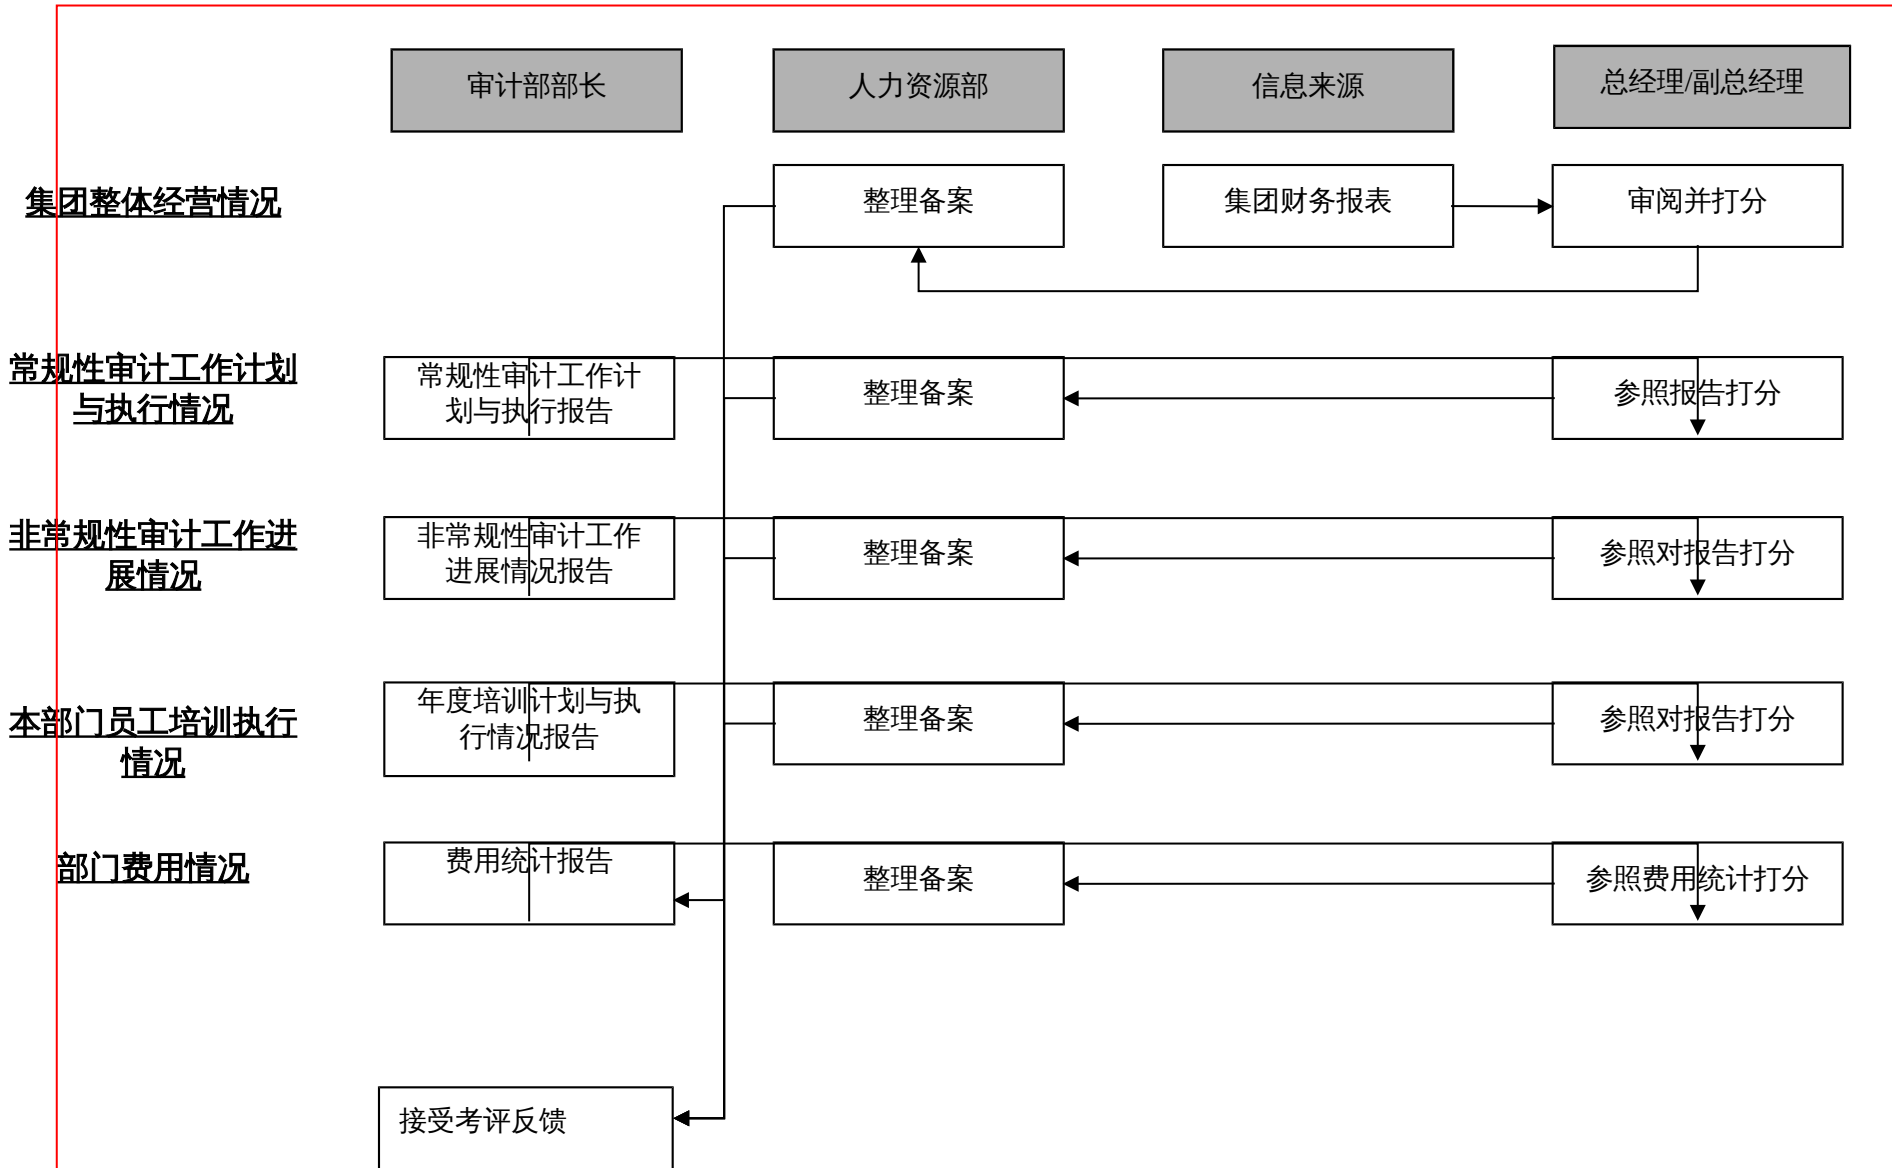 审计部部长
人力资源部
信息来源
总经理/副总经理
集团整体经营情况
整理备案
集团财务报表
审阅并打分
常规性审计工作计划
与执行情况
常规性审计工作计
划与执行报告
整理备案
参照报告打分
非常规性审计工作进
展情况
非常规性审计工作
进展情况报告
整理备案
参照对报告打分
本部门员工培训执行
情况
年度培训计划与执
行情况报告
整理备案
参照对报告打分
部门费用情况
费用统计报告
整理备案
参照费用统计打分
接受考评反馈